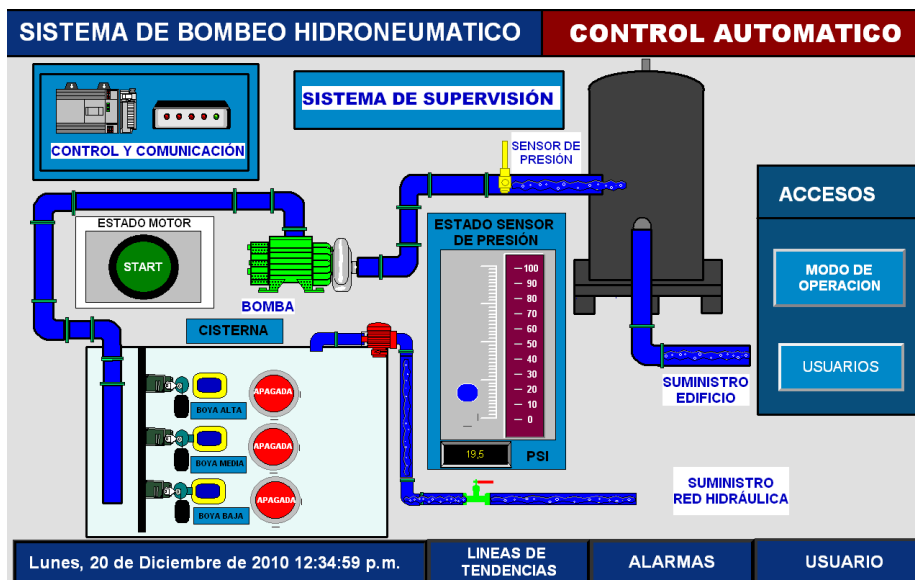 SISTEMA DE BOMBEO HIDRONEUMATICO
CONTROL AUTOMATICO
CONTROL Y COMUNICACIÓN
SISTEMA DE SUPERVISIÓN
SENSOR DE
PRESIÓN
ESTADO MOTOR
START
BOMBA
ESTADO SENSOR
DE PRESIÓN
100
90
80
70
60
50
40
30
20
10
0
19,5
PSI
ACCESOS
MODO DE
OPERACION
USUARIOS
CISTERNA
APAGADA
BOYA ALTA
APAGADA
BOYA MEDIA
APAGADA
BOYA BAJA
SUMINISTRO
EDIFICIO
SUMINISTRO
RED HIDRÁULICA
Lunes, 20 de Diciembre de 2010 12:34:59 p.m.
LINEAS DE
TENDENCIAS
ALARMAS
USUARIO